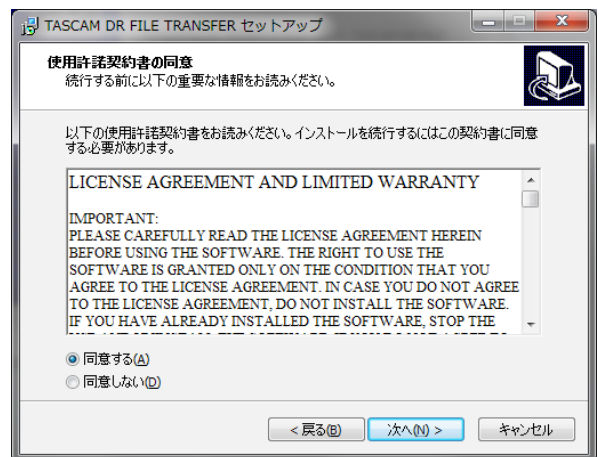 TASCAM DR FILE TRANSFER セットアップ
使用許諾契約書の同意
続行する前に以下の重要な情報をお読みください。
以下の使用許諾契約書をお読みください。インストールを続行するにはこの契約書に同意
する必要があります。
LICENSE AGREEMENT AND LIMITED WARRANTY
IMPORTANT:
PLEASE CAREFULLY READ THE LICENSE AGREEMENT HEREIN
BEFORE USING THE SOFTWARE. THE RIGHT TO USE THE
SOFTWARE IS GRANTED ONLY ON THE CONDITION THAT YOU
AGREE TO THE LICENSE AGREEMENT. IN CASE YOU DO NOT AGREE
TO THE LICENSE AGREEMENT, DO NOT INSTALL THE SOFTWARE.
IF YOU HAVE ALREADY INSTALLED THE SOFTWARE, STOP THE
同意する(A)
同意しない(D)
< 戻る(B)
次へ(N) >
キャンセル